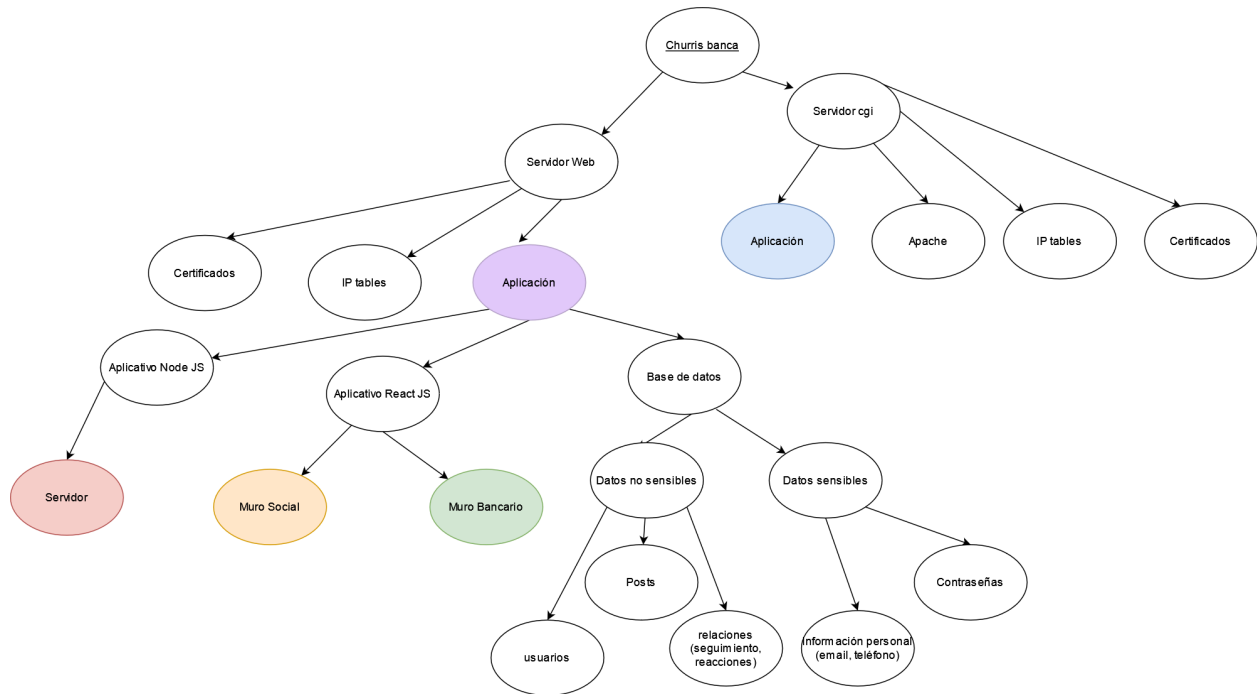 Churris banca
Servidor cgi
Servidor Web
Aplicación
Apache
IP tables
Certificados
Certificados
IP tables
Aplicación
Aplicativo Node JS
Aplicativo React JS
Base de datos
Servidor
Muro Social
Muro Bancario
Datos no sensibles
Datos sensibles
Posts
Contraseñas
usuarios
relaciones
(seguimiento,
reacciones)
información personal
(email, teléfono)